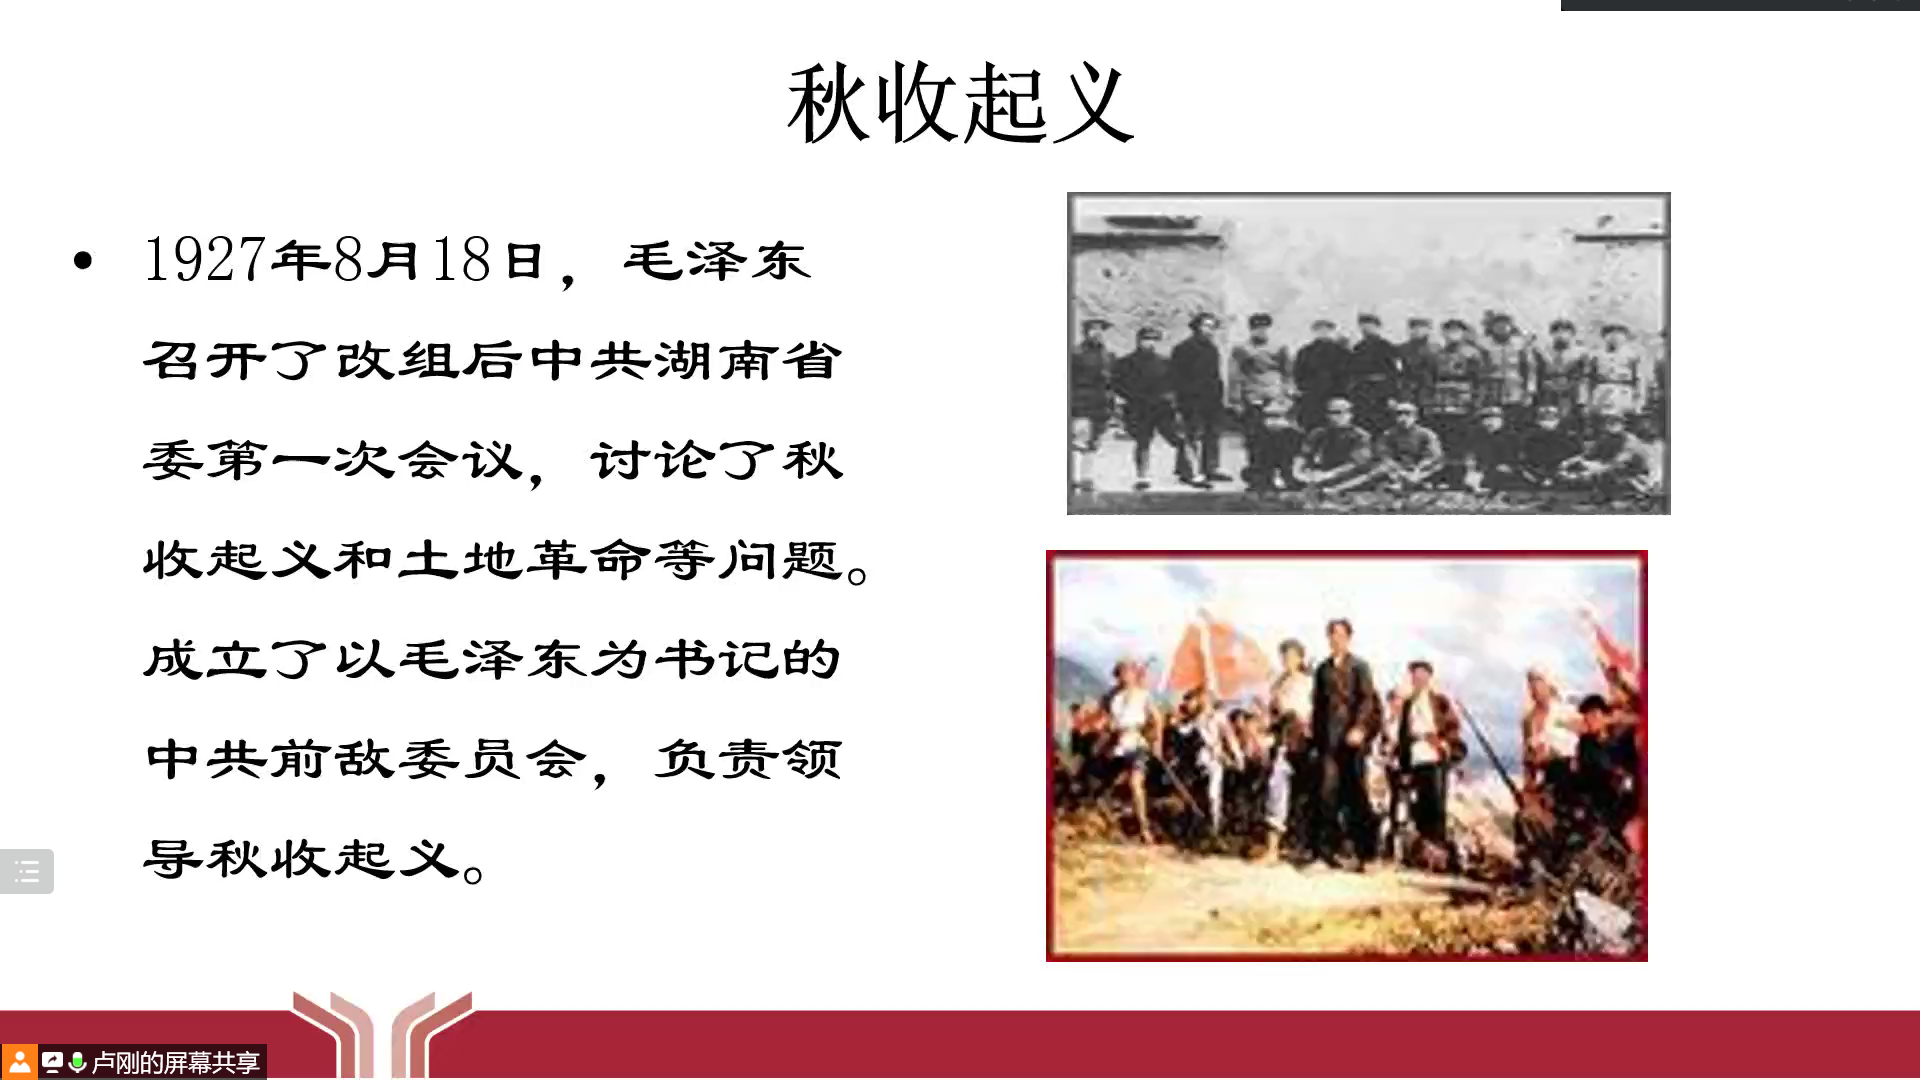 秋收起义
• 1927年8月18日，毛泽东
召开了改组后中共湖南省
委第一次会议，讨论了秋
收起义和土地革命等问题。
成立了以毛泽东为书记的
中共前敌委员会，负责领
导秋收起义。
卢刚的屏幕共享